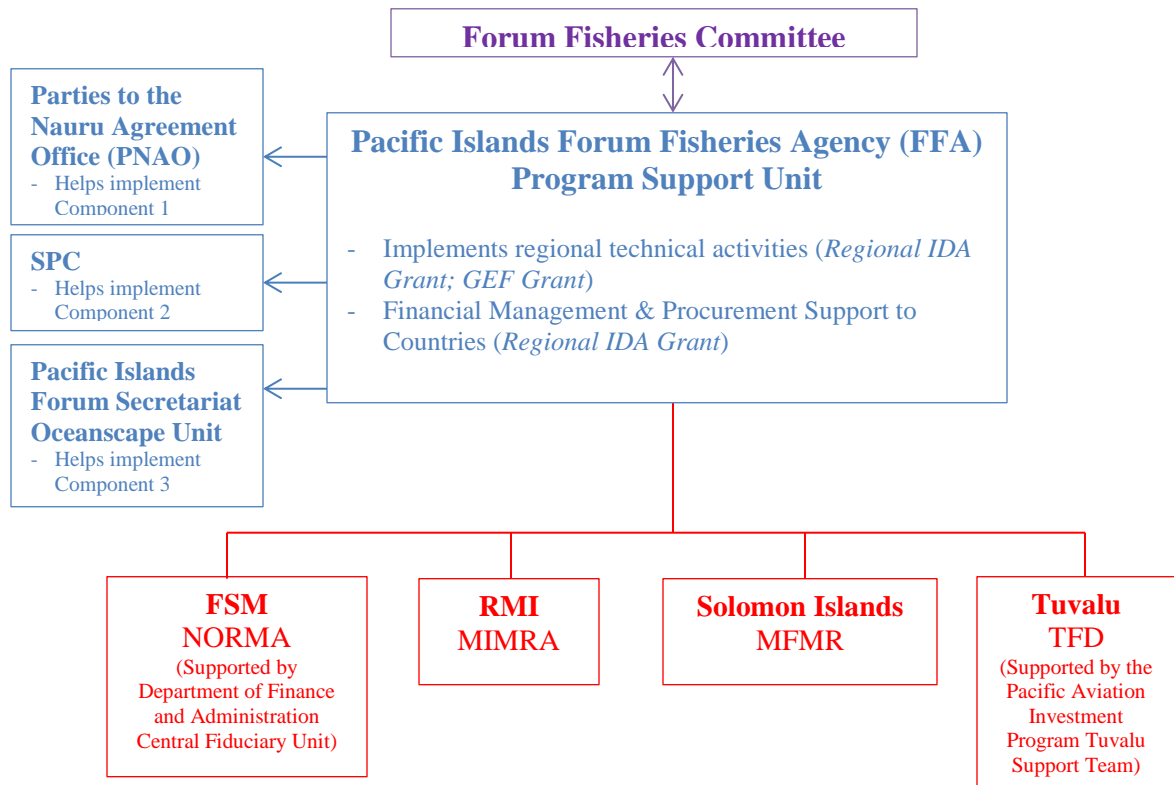 Forum Fisheries Committee
Parties to the
Nauru Agreement
Office (PNAO)
- Helps implement
Component 1
SPC
- Helps implement
Component 2
Pacific Islands
Forum Secretariat
Oceanscape Unit
- Helps implement
Component 3
Pacific Islands Forum Fisheries Agency (FFA)
Program Support Unit
- Implements regional technical activities (Regional IDA
Grant; GEF Grant)
- Financial Management & Procurement Support to
Countries (Regional IDA Grant)
FSM
NORMA
(Supported by
Department of Finance
and Administration
Central Fiduciary Unit)
RMI
MIMRA
Solomon Islands
MFMR
Tuvalu
TFD
(Supported by the
Pacific Aviation
Investment
Program Tuvalu
Support Team)